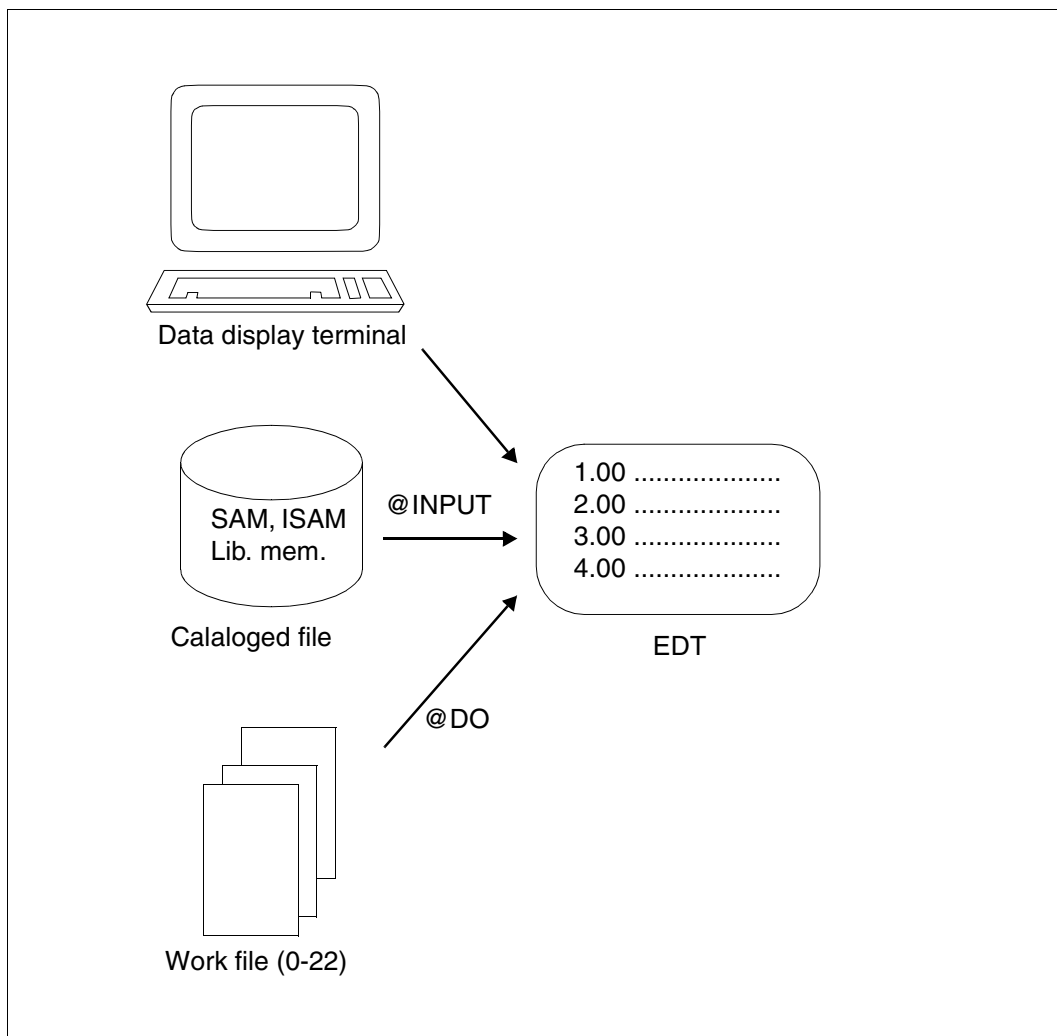 Data display terminal
SAM, ISAM
Lib. mem.
@INPUT
1.00 ....................
2.00 ....................
3.00 ....................
4.00 ....................
Calaloged file
EDT
@DO
Work file (0-22)